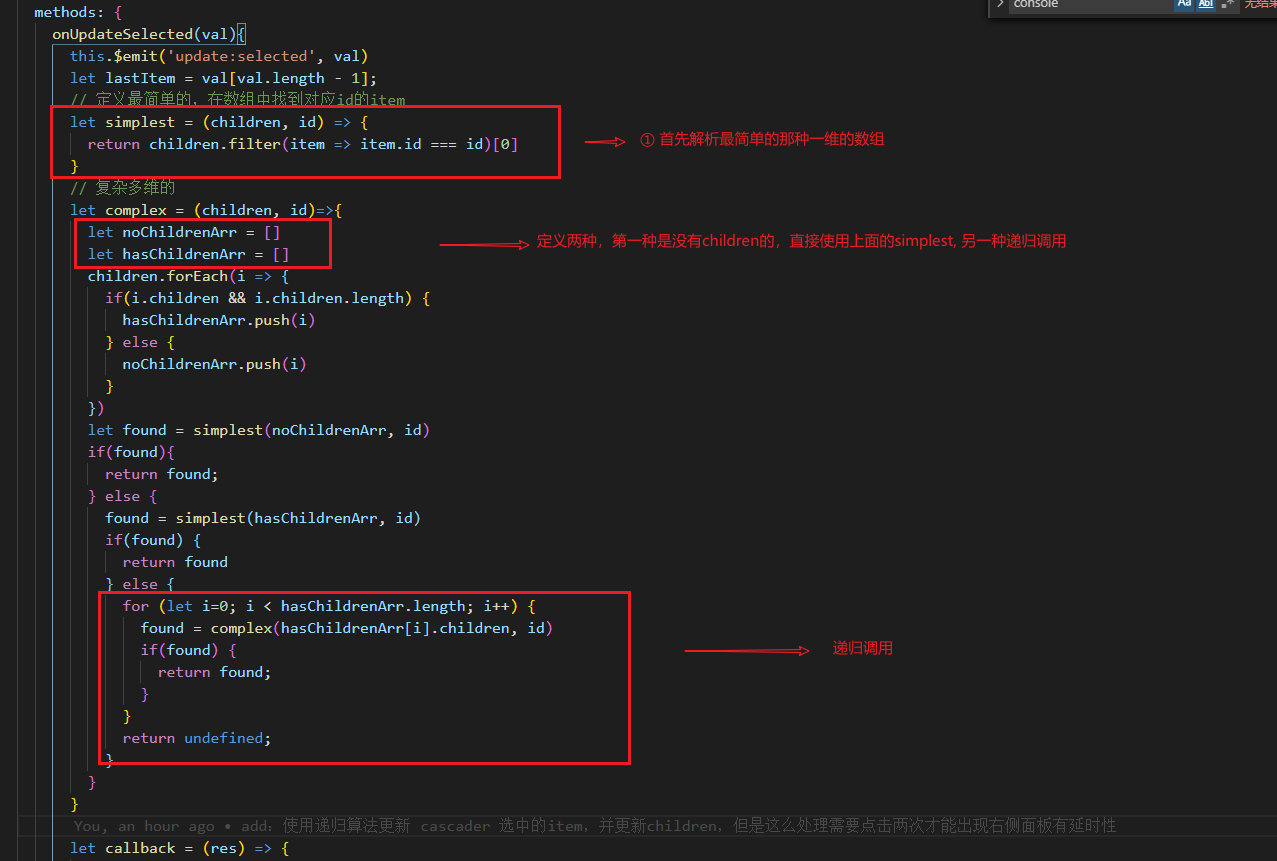 console
Aa
Abl
.*
无结果
methods: {
onUpdateSelected(val){
this.$emit('update:selected', val)
let lastItem = val[val.length - 1];
// 定义最简单的，在数组中找到对应id的item
let simplest = (children, id) => {
return children.filter(item => item.id === id)[0]
① 首先解析最简单的那种一维的数组
}
// 复杂多维的
let complex = (children, id)=>{
let noChildrenArr = []
定义两种，第一种是没有children的，直接使用上面的simplest, 另一种递归调用
let hasChildrenArr = []
children.forEach(i => {
if(i.children && i.children.length) {
hasChildrenArr.push(i)
} else {
noChildrenArr.push(i)
}
})
let found = simplest(noChildrenArr, id)
if(found){
return found;
} else {
found = simplest(hasChildrenArr, id)
if(found) {
return found
} else {
for (let i=0; i < hasChildrenArr.length; i++) {
found = complex(hasChildrenArr[i].children, id)
if(found) {
递归调用
return found;
}
}
return undefined;
}
}
}
You, an hour ago • add: 使用递归算法更新 cascader 选中的item，并更新children，但是这么处理需要点击两次才能出现右侧面板有延时性
let callback = (res) => {